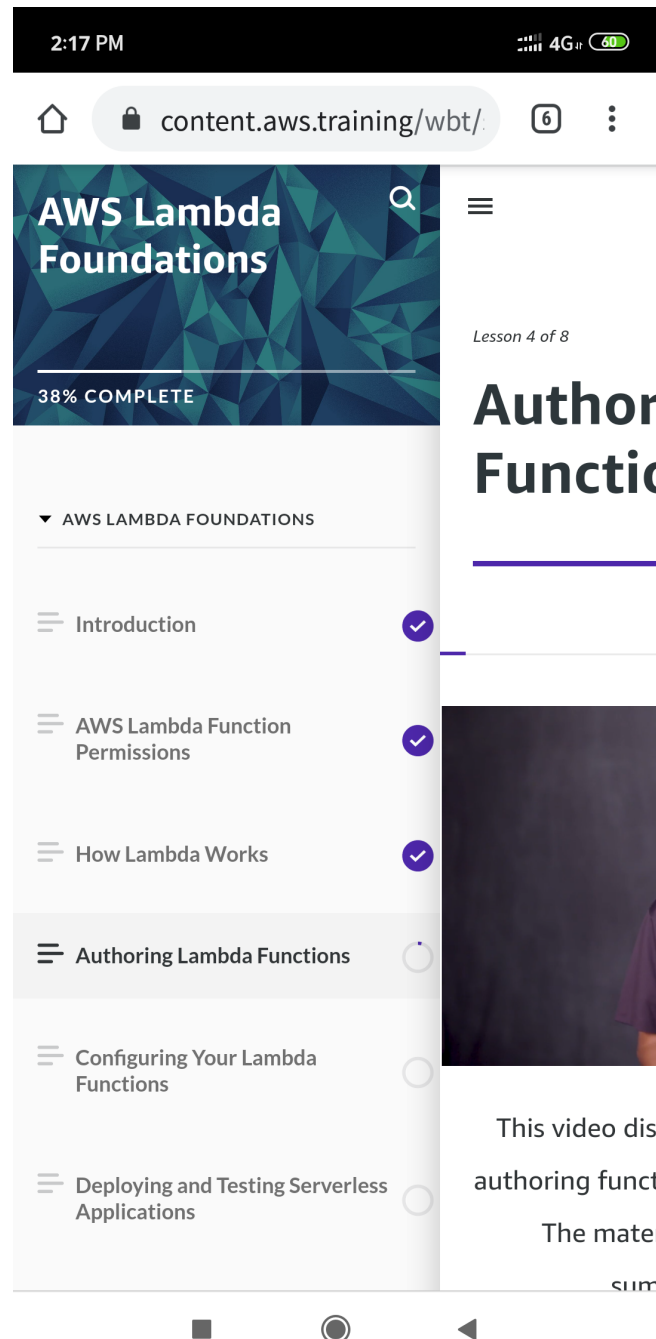 2:17 PM
4G
60
content.aws.training/wbt/
6
AWS Lambda
Foundations
38% COMPLETE
AWS LAMBDA FOUNDATIONS
Introduction
AWS Lambda Function
Permissions
How Lambda Works
Authoring Lambda Functions
Configuring Your Lambda
Functions
Deploying and Testing Serverless
Applications
Lesson 4 of 8
Author
Functio
This video dis
authoring funct
The mater
sum